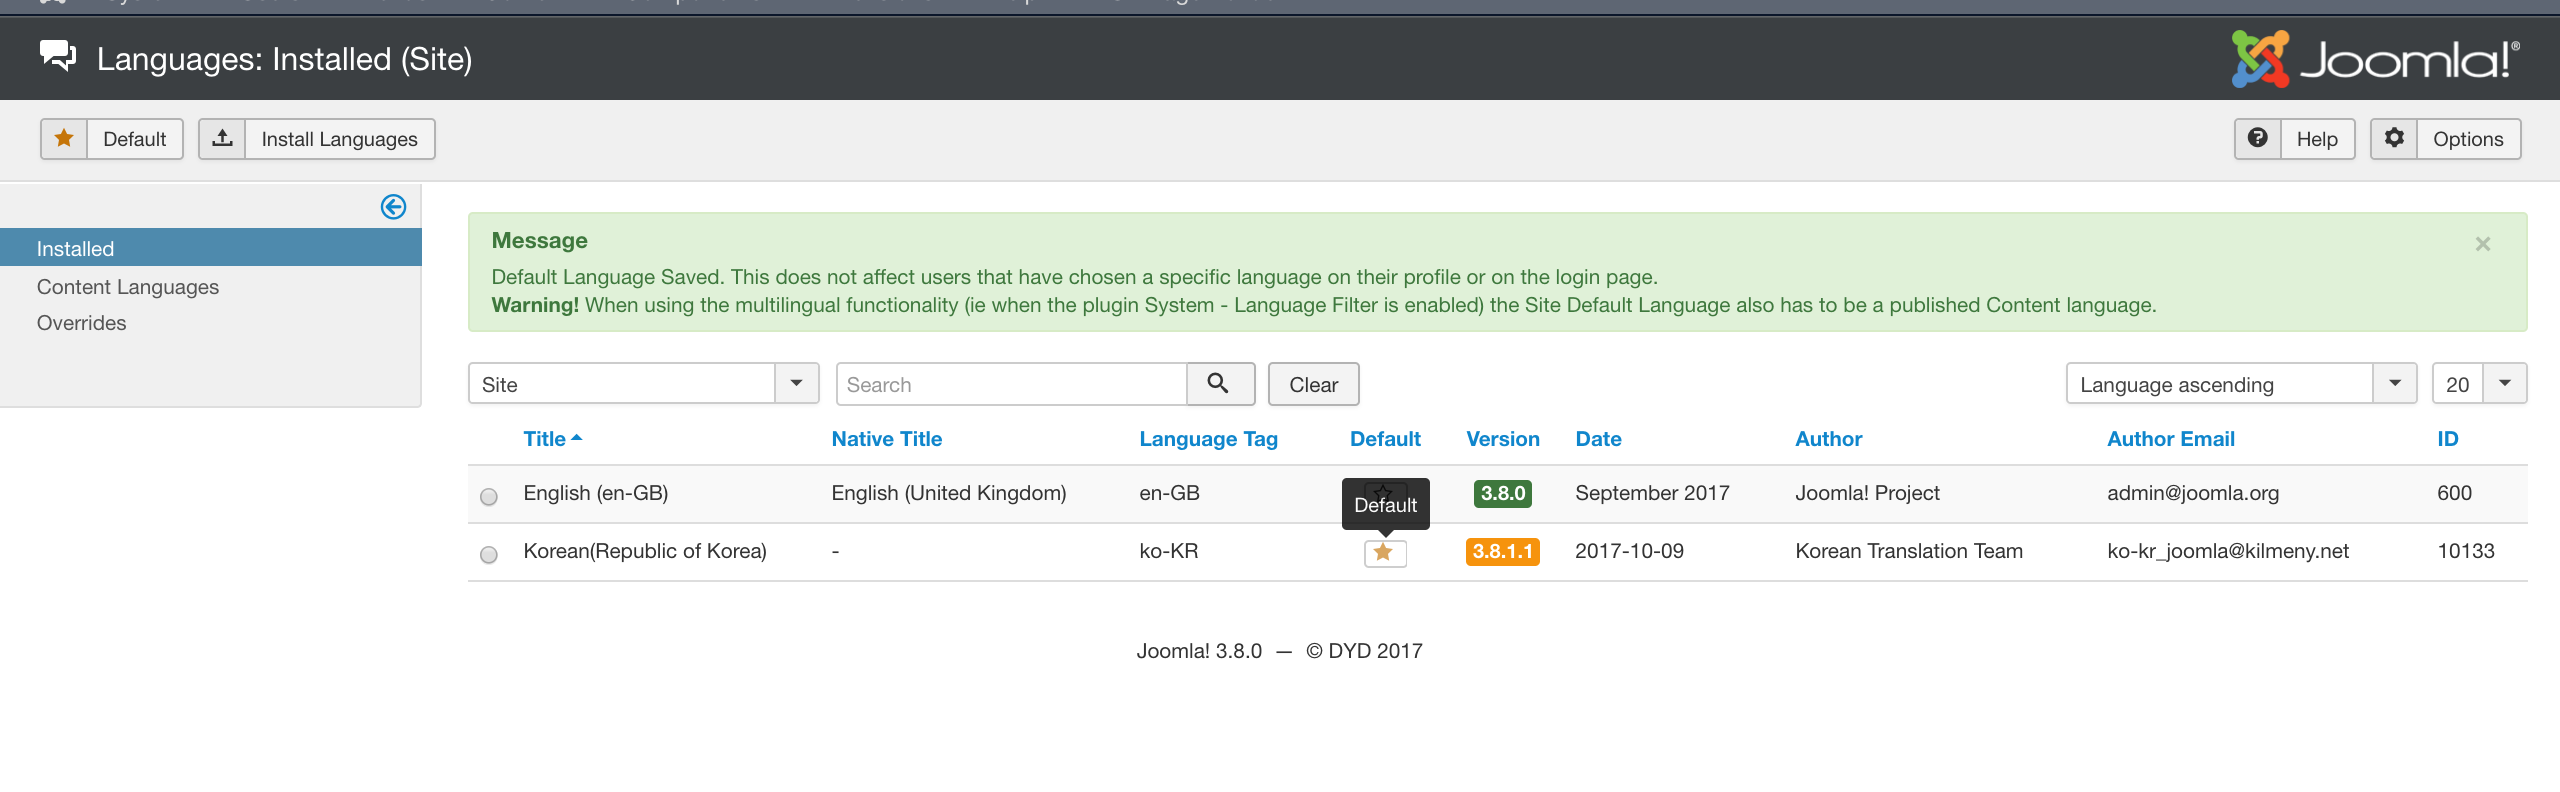 Languages: Installed (Site)
Joomla!®
Default
Install Languages
Help
Options
Installed
Content Languages
Overrides
Message
Default Language Saved. This does not affect users that have chosen a specific language on their profile or on the login page.
Warning! When using the multilingual functionality (ie when the plugin System - Language Filter is enabled) the Site Default Language also has to be a published Content language.
Site
Search
Clear
Language ascending
20
Title Native Title Language Tag Default Version Date Author Author Email ID
English (en-GB) English (United Kingdom) en-GB 3.8.0 September 2017 Joomla! Project admin@joomla.org 600
Default
Korean(Republic of Korea) - ko-KR 3.8.1.1 2017-10-09 Korean Translation Team ko-kr_joomla@kilmeny.net 10133
Joomla! 3.8.0 — © DYD 2017